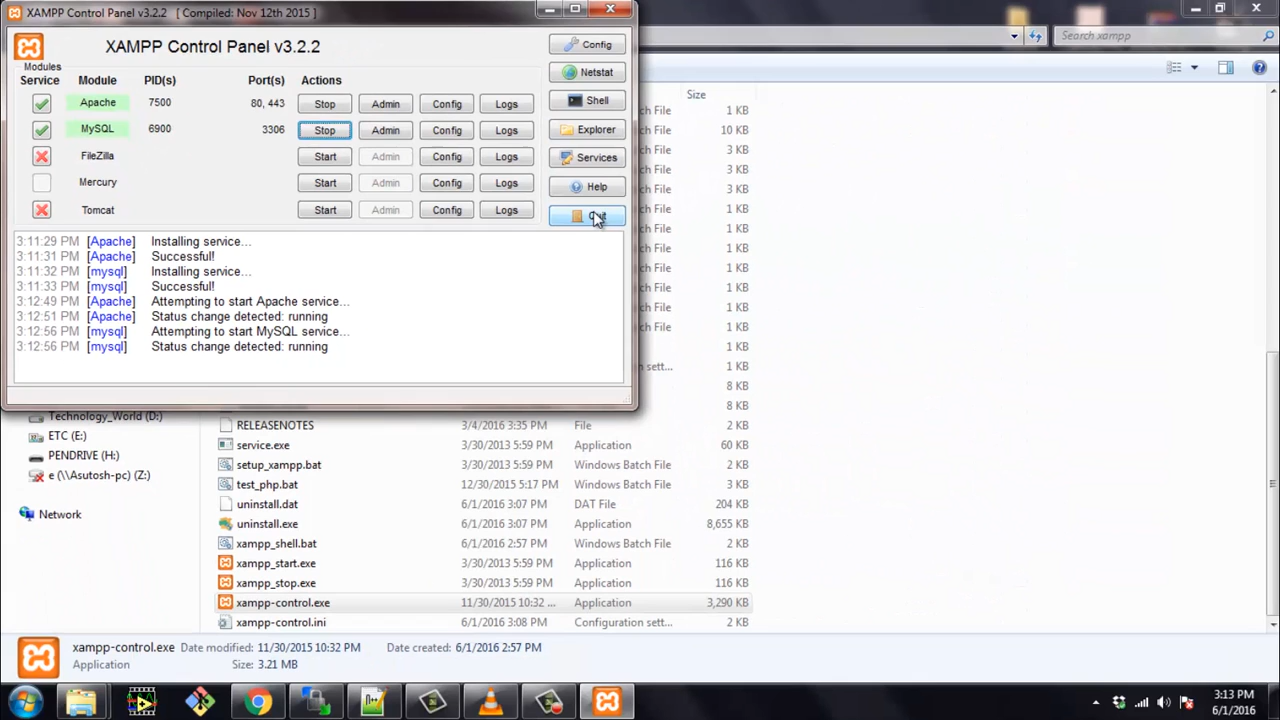 XAMPP Control Panel v3.2.2 [ Compiled: Nov 12th 2015 ]
Search xampp
XAMPP Control Panel v3.2.2
Config
Modules
Service Module PID(s) Port(s) Actions
Netstat
Size
Apache 7500 80, 443 Stop Admin Config Logs
Shell
h File 1 KB
MySQL 6900 3306 Stop Admin Config Logs
Explorer
h File 10 KB
h File 3 KB
FileZilla Start Admin Config Logs
Services
h File 3 KB
Mercury Start Admin Config Logs
Help
h File 3 KB
Tomcat Start Admin Config Logs
h File 1 KB
h File 1 KB
3:11:29 PM [Apache] Installing service...
h File 1 KB
3:11:31 PM [Apache] Successful!
3:11:32 PM [mysql] Installing service...
h File 1 KB
3:11:33 PM [mysql] Successful!
h File 1 KB
3:12:49 PM [Apache] Attempting to start Apache service...
h File 1 KB
3:12:51 PM [Apache] Status change detected: running
3:12:56 PM [mysql] Attempting to start MySQL service...
h File 1 KB
3:12:56 PM [mysql] Status change detected: running
1 KB
n sett... 1 KB
8 KB
8 KB
Technology_World (D:)
RELEASENOTES 3/4/2016 3:35 PM File 2 KB
ETC (E:)
service.exe 3/30/2013 5:59 PM Application 60 KB
PENDRIVE (H:)
setup_xampp.bat 3/30/2013 5:59 PM Windows Batch File 2 KB
e (\\Asutosh-pc) (Z:)
test_php.bat 12/30/2015 5:17 PM Windows Batch File 3 KB
uninstall.dat 6/1/2016 3:07 PM DAT File 204 KB
Network
uninstall.exe 6/1/2016 3:07 PM Application 8,655 KB
xampp_shell.bat 6/1/2016 2:57 PM Windows Batch File 2 KB
xampp_start.exe 3/30/2013 5:59 PM Application 116 KB
xampp_stop.exe 3/30/2013 5:59 PM Application 116 KB
xampp-control.exe 11/30/2015 10:32 ... Application 3,290 KB
xampp-control.ini 6/1/2016 3:08 PM Configuration sett... 2 KB
xampp-control.exe Date modified: 11/30/2015 10:32 PM Date created: 6/1/2016 2:57 PM
Application Size: 3.21 MB
3:13 PM
6/1/2016